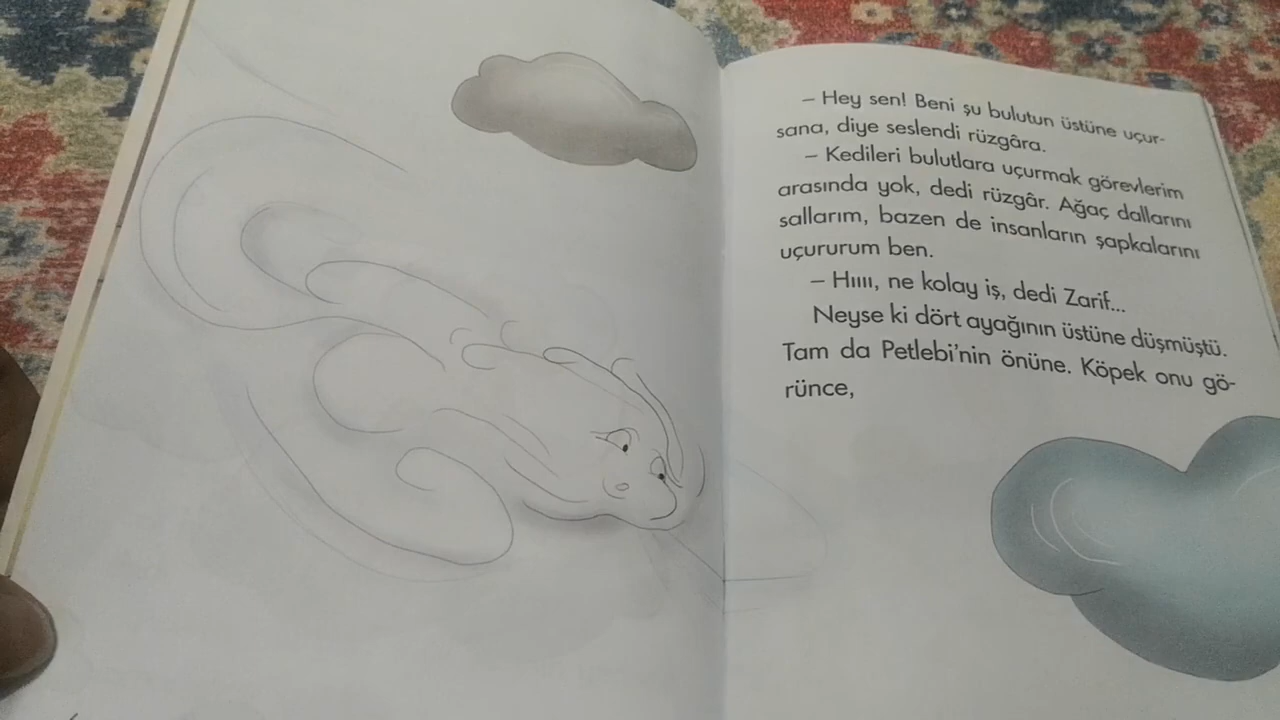 – Hey sen! Beni şu bulutun üstüne uçur-
sana, diye seslendi rüzgâra.
– Kedileri bulutlara uçurmak görevlerim
arasında yok, dedi rüzgâr. Ağaç dallarını
sallarım, bazen de insanların şapkalarını
uçururum ben.
– Hıııı, ne kolay iş, dedi Zarif...
Neyse ki dört ayağının üstüne düşmüştü.
Tam da Petlebi'nin önüne. Köpek onu gö-
rünce,